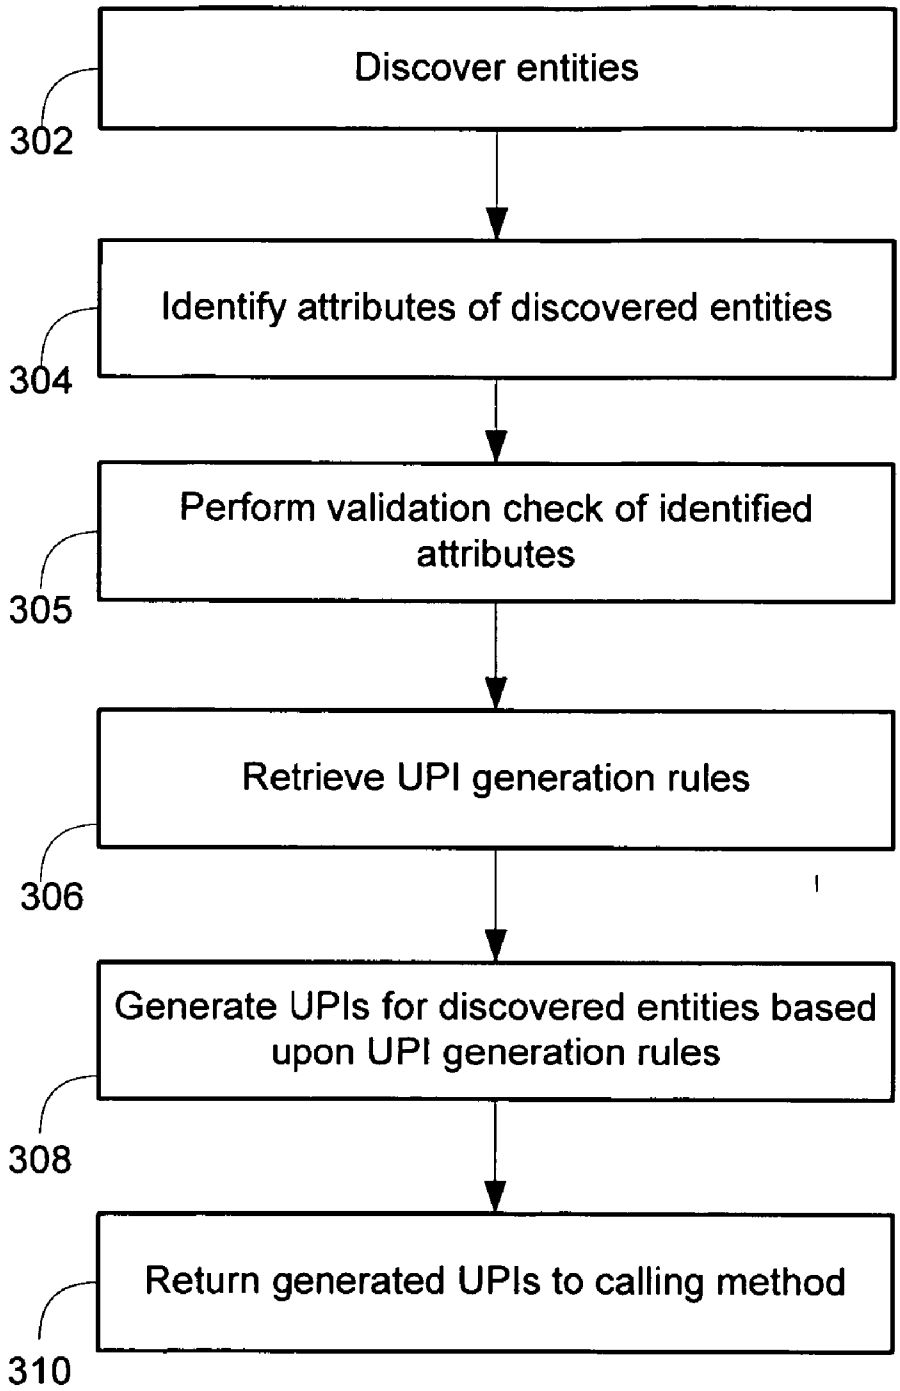 Discover entities
302
Identify attributes of discovered entities
304
Perform validation check of identified
attributes
305
Retrieve UPI generation rules
306
Generate UPIs for discovered entities based
upon UPI generation rules
308
Return generated UPIs to calling method
310